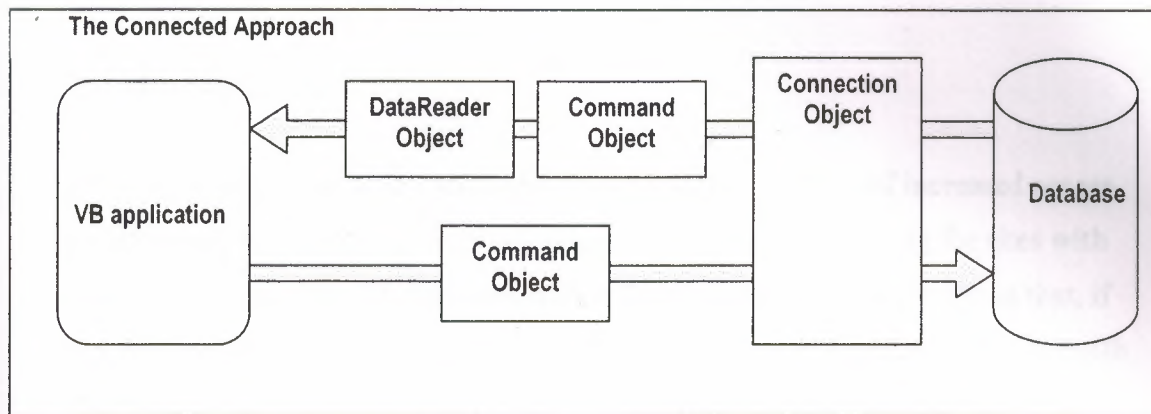 The Connected Approach
DataReader
Object
Command
Object
Connection
Object
VB application
Database
Command
Object